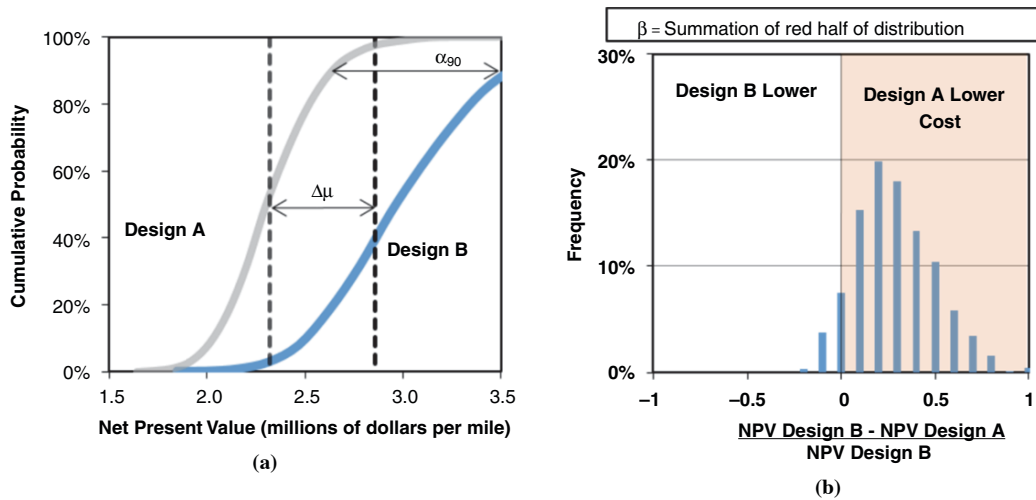 100%
80%
60%
40%
20%
0%
Cumulative Probability
α90
Δμ
Design A
Design B
1.5 2.0 2.5 3.0 3.5
Net Present Value (millions of dollars per mile)
(a)
β = Summation of red half of distribution
30%
20%
10%
0%
Frequency
Design B Lower
Design A Lower
Cost
–1 –0.5 0 0.5 1
NPV Design B - NPV Design A
NPV Design B
(b)